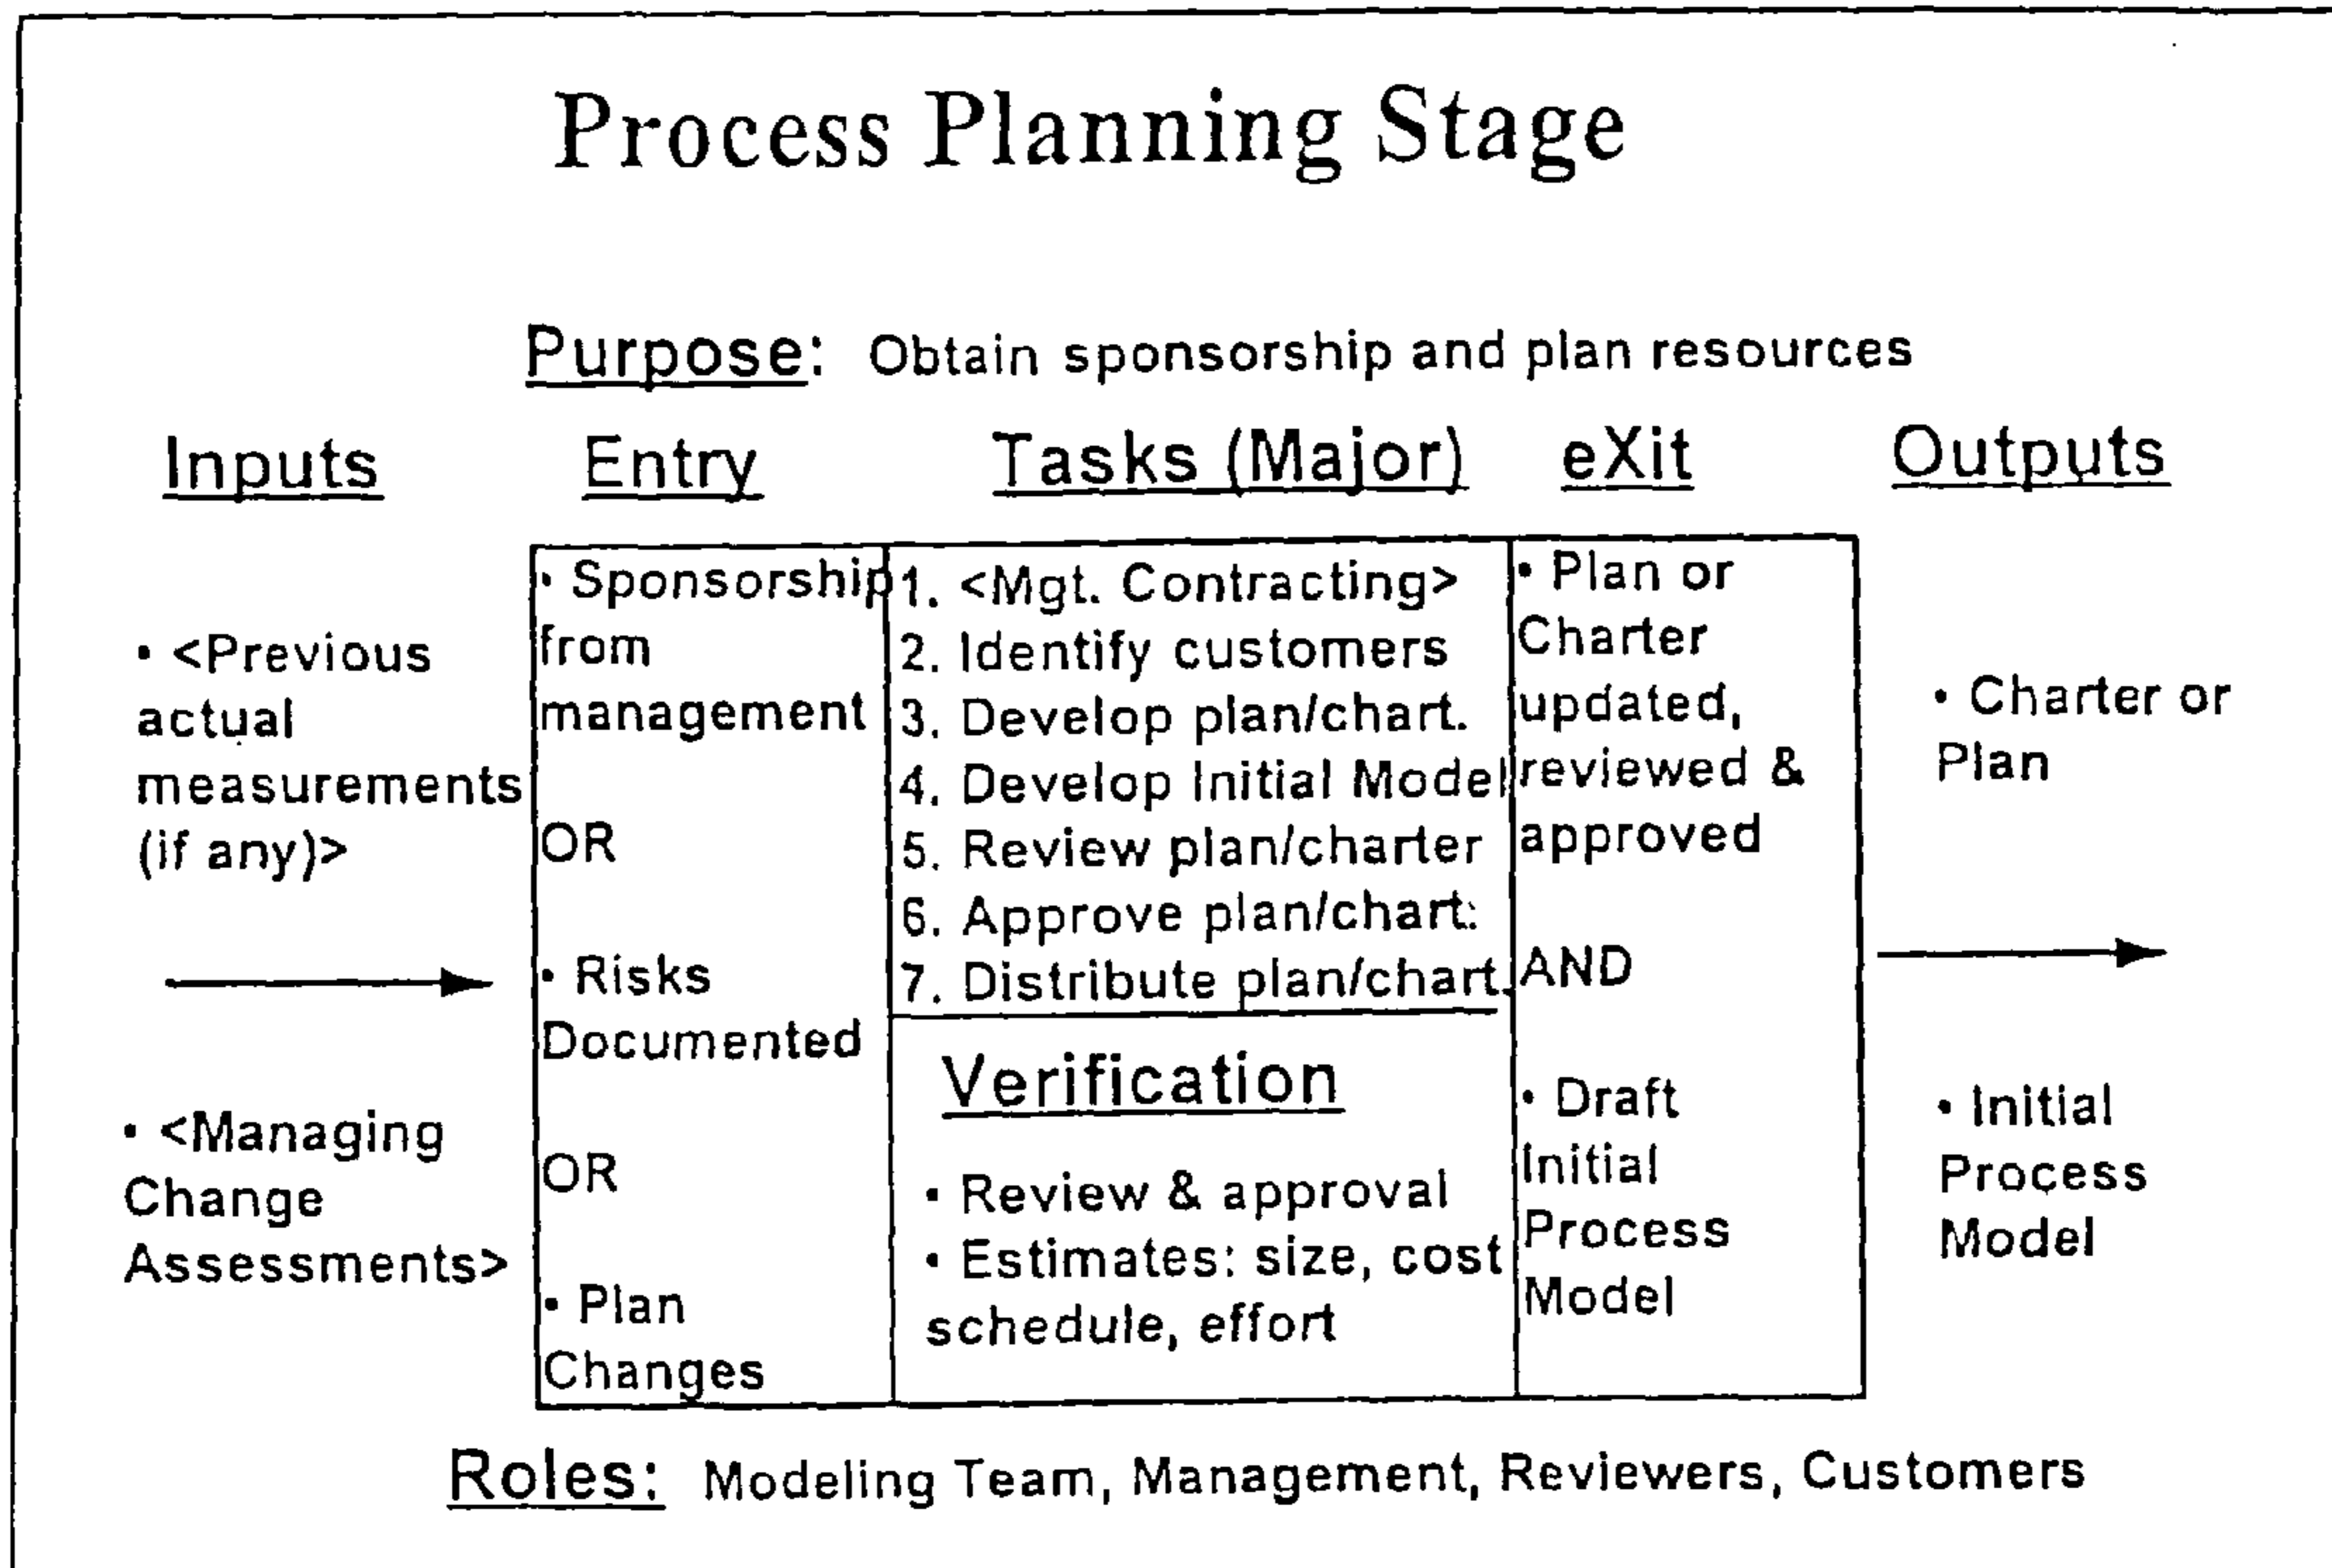 Process Planning Stage
Purpose: Obtain sponsorship and plan resources
Inputs
• <Previous
actual
measurements
(if any)>
• <Managing
Change
Assessments>
Entry
• Sponsorship
from
management
OR
• Risks
Documented
OR
• Plan
Changes
Tasks (Major)
1. <Mgt. Contracting>
2. Identify customers
3. Develop plan/chart.
4. Develop Initial Model
5. Review plan/charter
6. Approve plan/chart.
7. Distribute plan/chart.
Verification
• Review & approval
• Estimates: size, cost
schedule, effort
eXit
• Plan or
Charter
updated,
reviewed &
approved
AND
• Draft
Initial
Process
Model
Outputs
• Charter or
Plan
• Initial
Process
Model
Roles: Modeling Team, Management, Reviewers, Customers